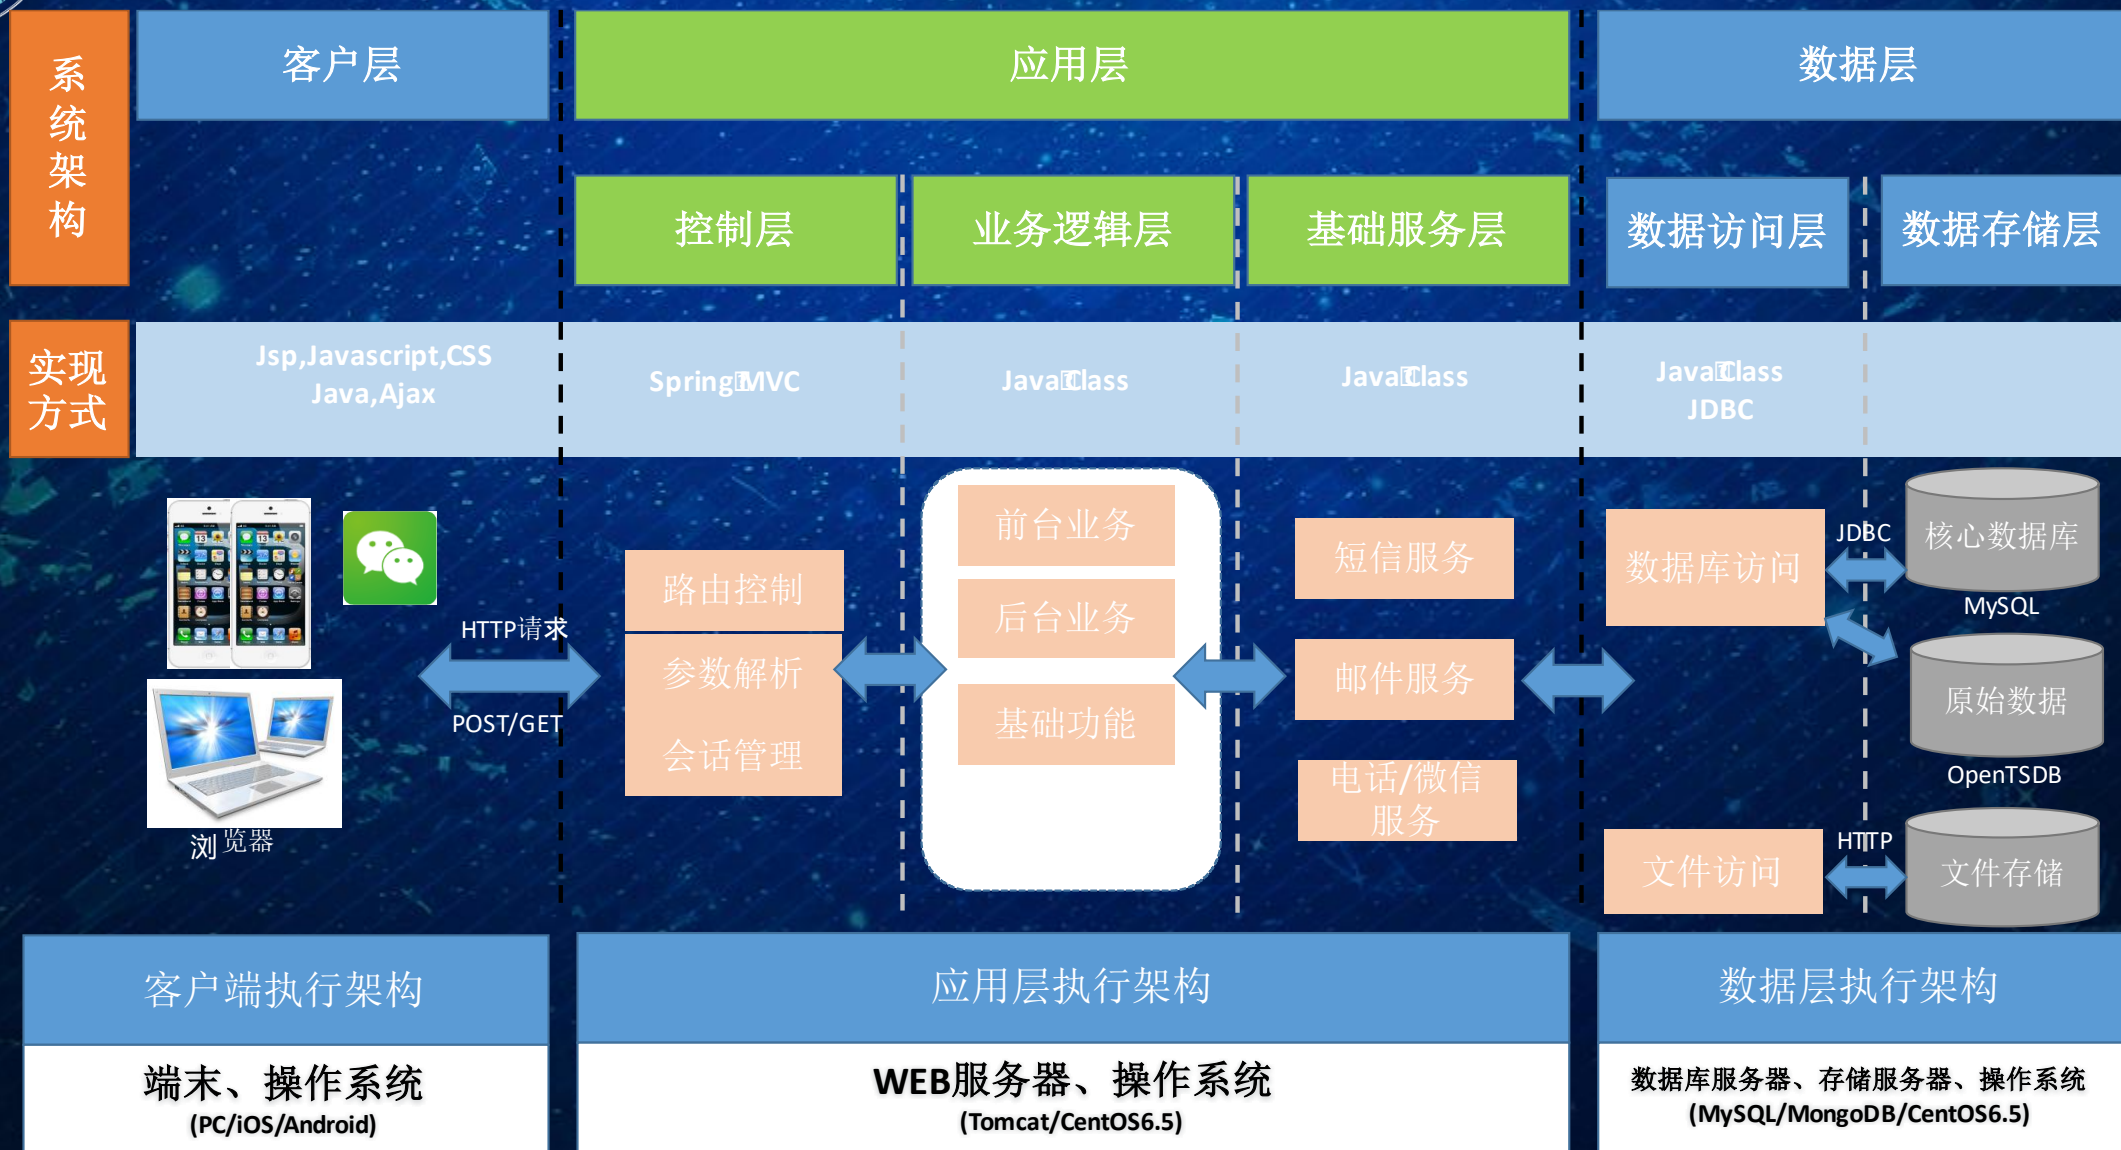 系
统
架
构
客户层
应用层
数据层
控制层
业务逻辑层
基础服务层
数据访问层
数据存储层
实现
方式
Jsp,Javascript,CSS
Java,Ajax
Spring MVC
Java Class
Java Class
Java Class
JDBC
HTTP请求
POST/GET
浏览器
路由控制
参数解析
会话管理
前台业务
后台业务
基础功能
短信服务
邮件服务
电话/微信
服务
数据库访问
文件访问
JDBC
HTTP
核心数据库
MySQL
原始数据
OpenTSDB
文件存储
客户端执行架构
应用层执行架构
数据层执行架构
端末、操作系统
(PC/iOS/Android)
WEB服务器、操作系统
(Tomcat/CentOS6.5)
数据库服务器、存储服务器、操作系统
(MySQL/MongoDB/CentOS6.5)